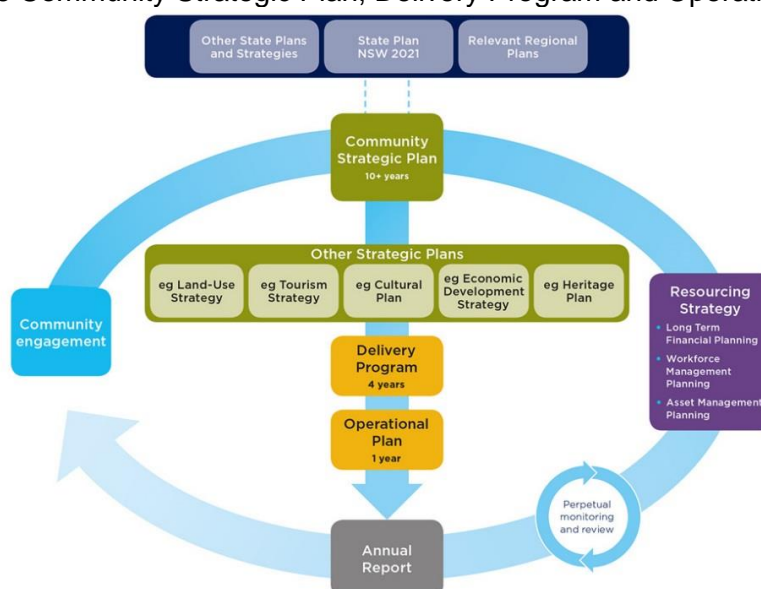 Community Strategic Plan, Delivery Program and
Other State Plans
and Strategies
State Plan
NSW 2021
Relevant Regional
Plans
Community
Strategic Plan
10+ years
Other Strategic Plans
eg Land-Use
Strategy
eg Tourism
Strategy
eg Cultural
Plan
eg Economic
Development
Strategy
eg Heritage
Plan
Community
engagement
Resourcing
Strategy
• Long Term
Financial Planning
• Workforce
Management
Planning
• Asset Management
Planning
Delivery
Program
4 years
Operational
Plan
1 year
Perpetual
monitoring
and review
Annual
Report